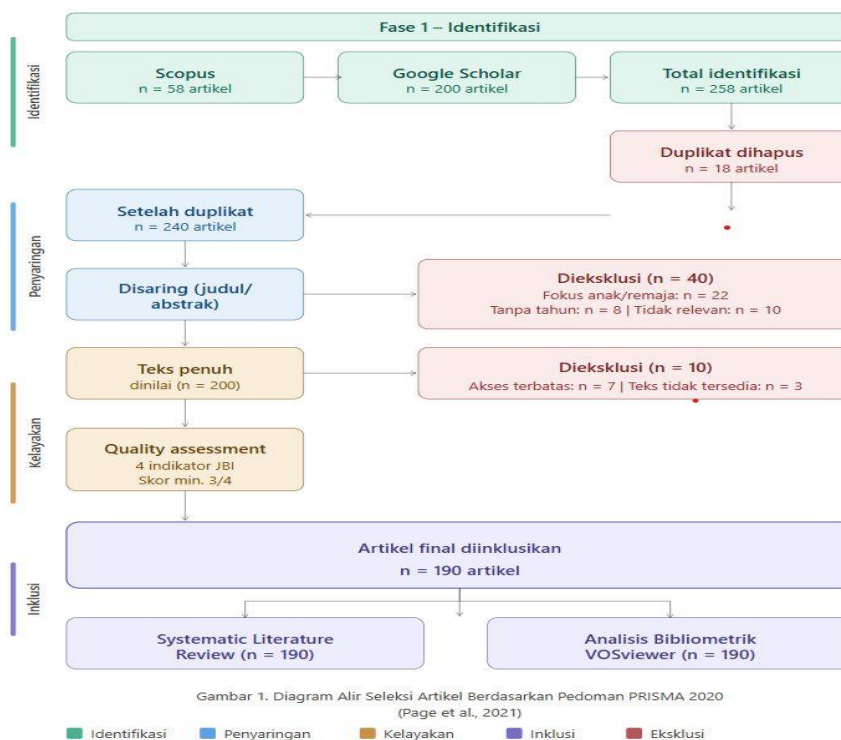 Fase 1 – Identifikasi
Identifikasi
Scopus
n = 58 artikel
Google Scholar
n = 200 artikel
Total identifikasi
n = 258 artikel
Duplikat dihapus
n = 18 artikel
Penyaringan
Setelah duplikat
n = 240 artikel
Disaring (judul/
abstrak)
Dieksklusi (n = 40)
Fokus anak/remaja: n = 22
Tanpa tahun: n = 8 | Tidak relevan: n = 10
Kelayakan
Teks penuh
dinilai (n = 200)
Dieksklusi (n = 10)
Akses terbatas: n = 7 | Teks tidak tersedia: n = 3
Quality assessment
4 indikator JBI
Skor min. 3/4
Inklusi
Artikel final diinklusikan
n = 190 artikel
Systematic Literature
Review (n = 190)
Analisis Bibliometrik
VOSviewer (n = 190)
Gambar 1. Diagram Alir Seleksi Artikel Berdasarkan Pedoman PRISMA 2020
(Page et al., 2021)
Identifikasi Penyaringan Kelayakan Inklusi Eksklusi